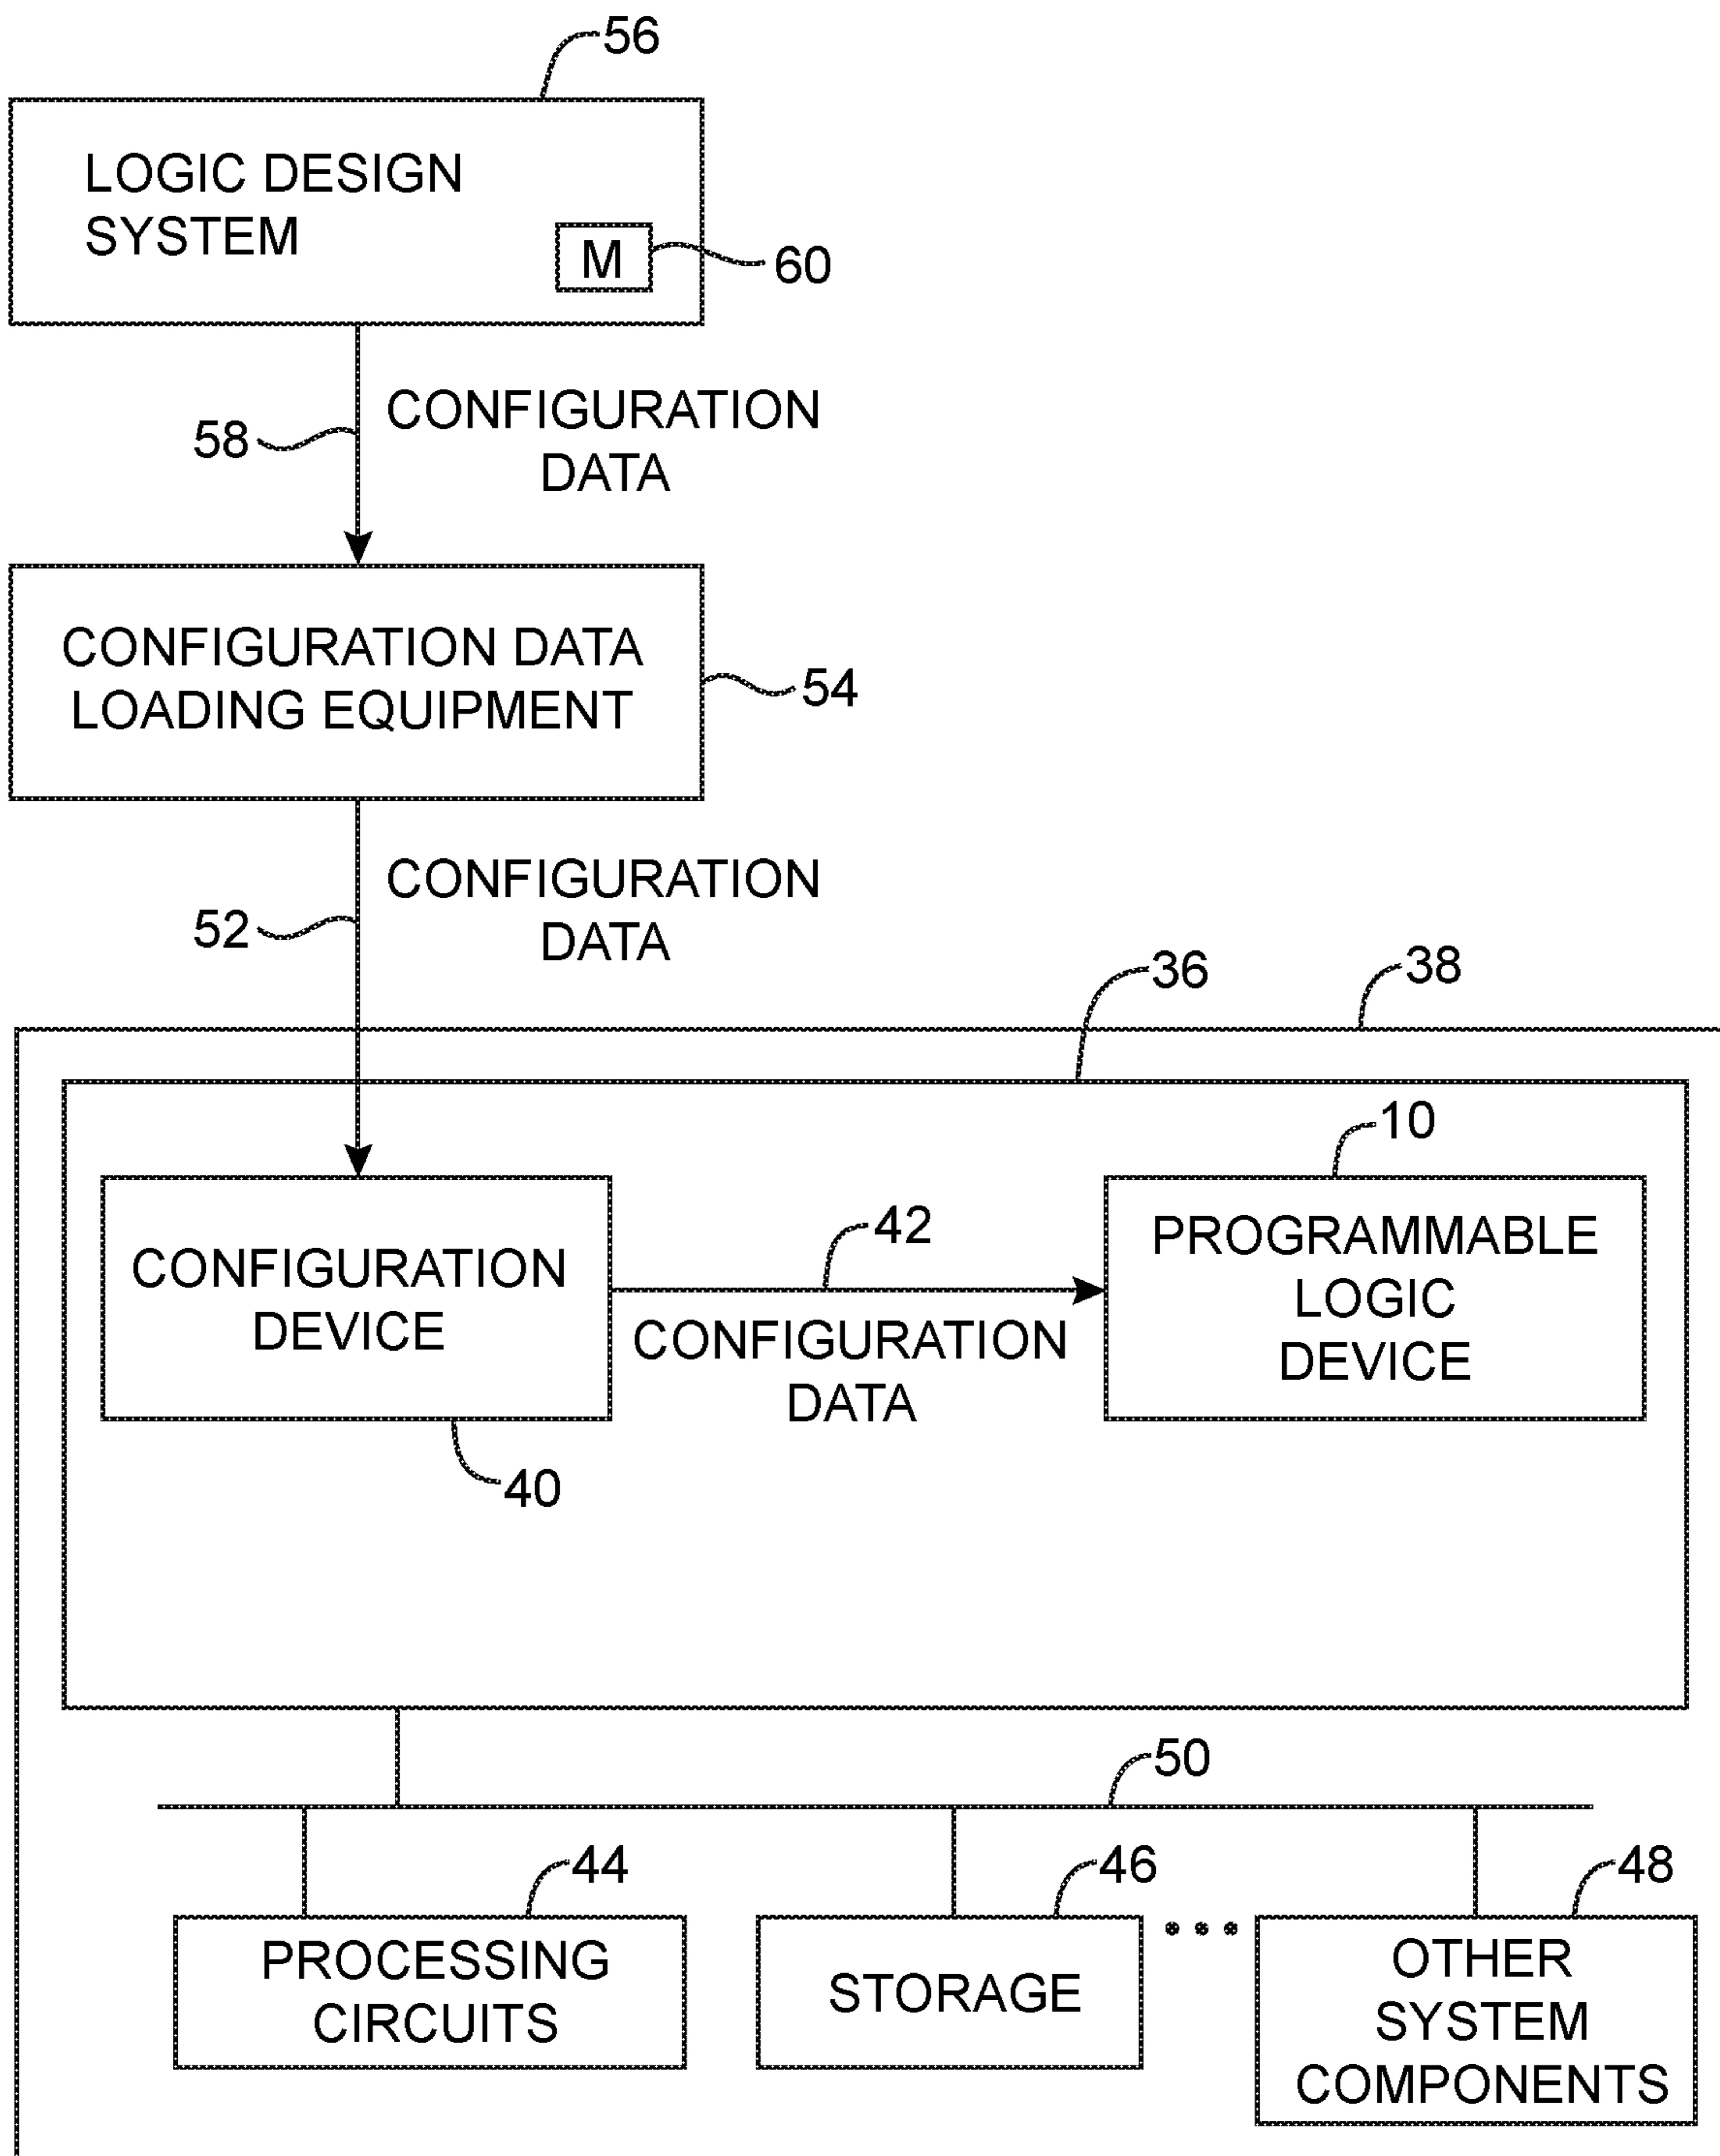 56
LOGIC DESIGN
SYSTEM
M
60
58
CONFIGURATION
DATA
CONFIGURATION DATA
LOADING EQUIPMENT
54
52
CONFIGURATION
DATA
36
38
10
CONFIGURATION
DEVICE
40
42
CONFIGURATION
DATA
PROGRAMMABLE
LOGIC
DEVICE
50
44
46
48
PROCESSING
CIRCUITS
STORAGE
OTHER
SYSTEM
COMPONENTS